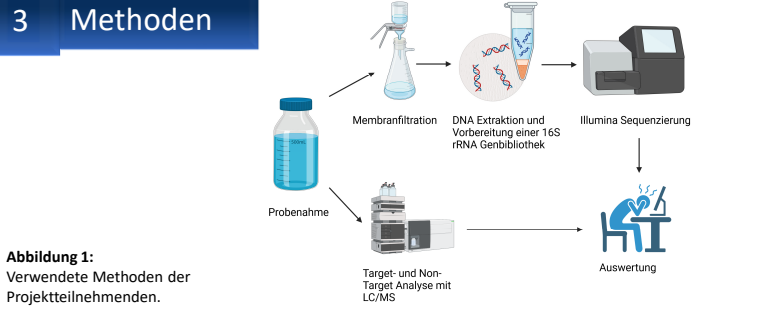 3 Methoden
Membranfiltration
DNA Extraktion und
Vorbereitung einer 16S
rRNA Genbibliothek
Illumina Sequenzierung
Probenahme
Target- und Non-
Target Analyse mit
LC/MS
Auswertung
Abbildung 1:
Verwendete Methoden der
Projektteilnehmenden.